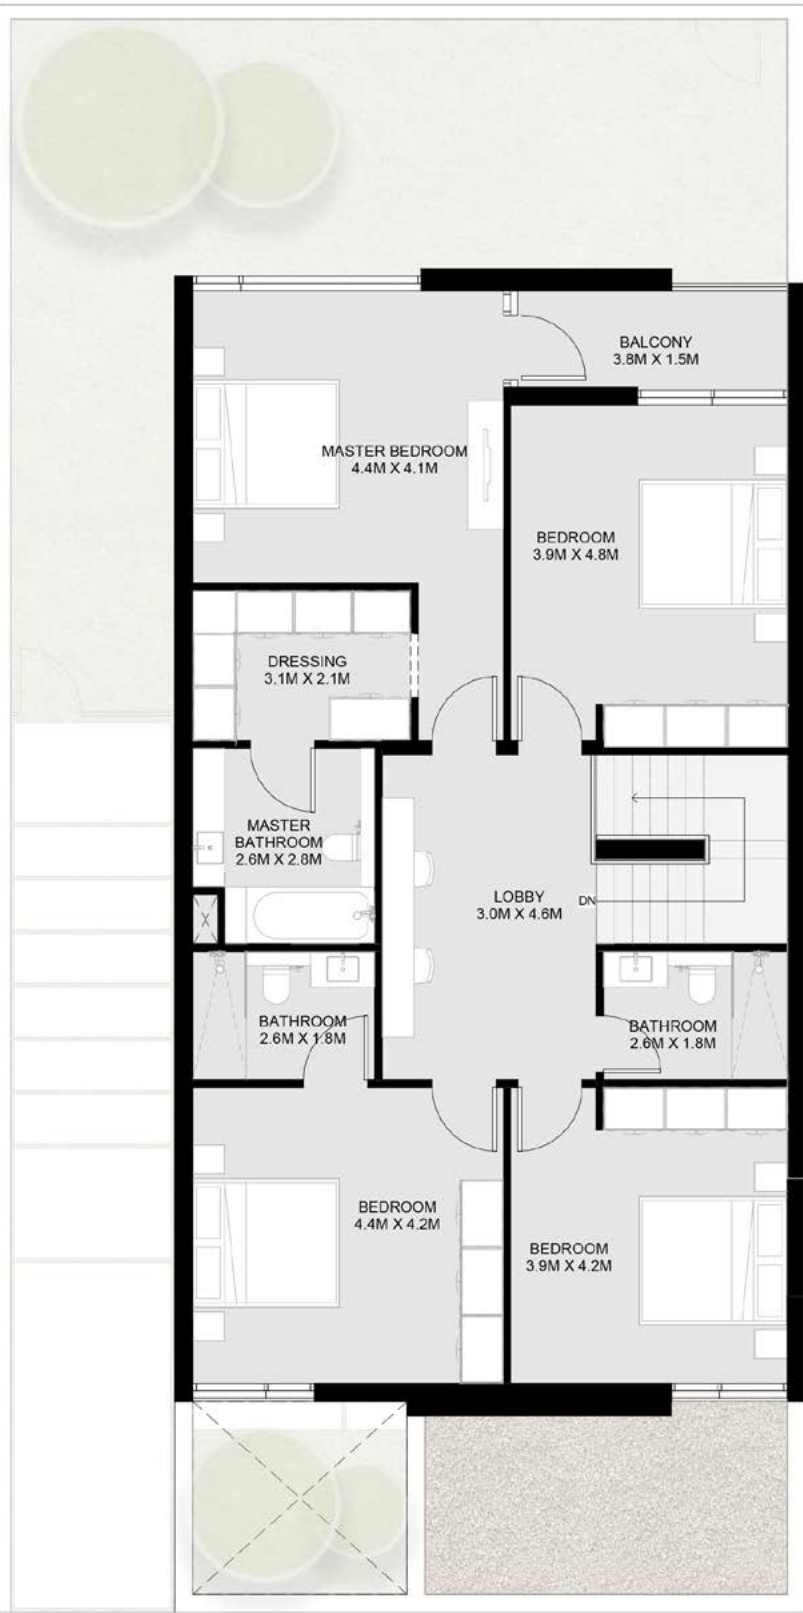 BALCONY
3.8M X 1.5M
MASTER BEDROOM
4.4M X 4.1M
BEDROOM
3.9M X 4.8M
DRESSING
3.1M X 2.1M
MASTER
BATHROOM
2.6M X 2.8M
LOBBY
3.0M X 4.6M
DN
BATHROOM
2.6M X 1.8M
BATHROOM
2.6M X 1.8M
BEDROOM
4.4M X 4.2M
BEDROOM
3.9M X 4.2M